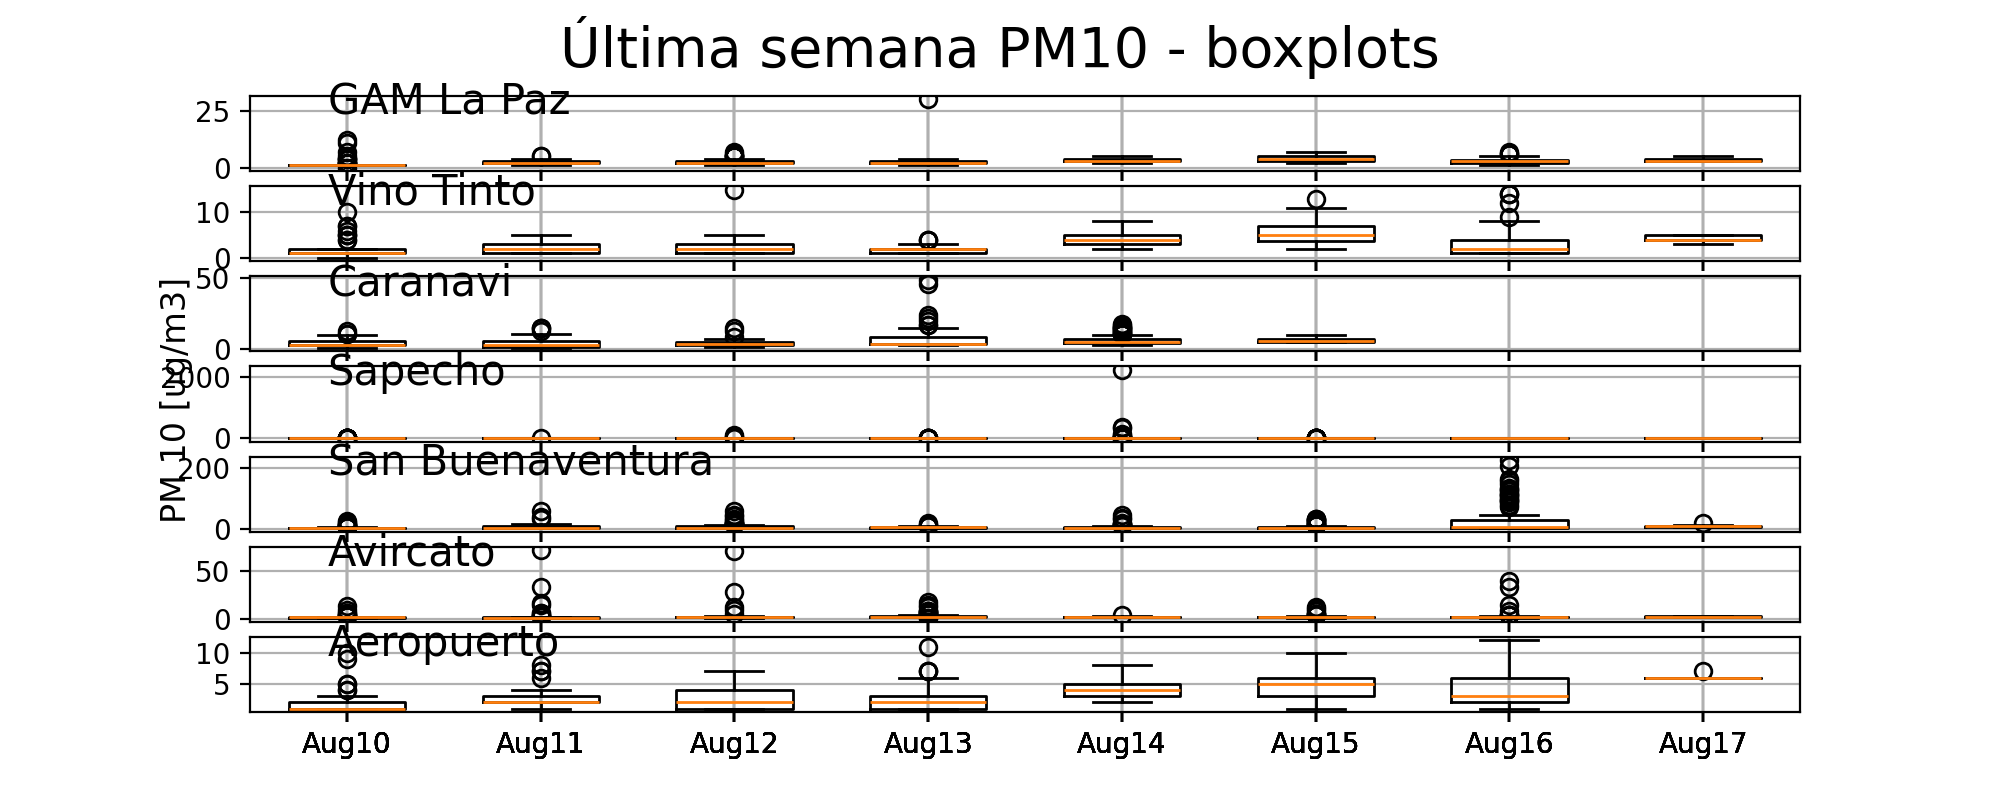 Última semana PM10 - boxplots
GAM La Paz
25
0
Vino Tinto
10
0
Caranavi
50
0
Sapecho
2000
0
San Buenaventura
200
0
Avircato
50
0
Aeropuerto
10
5
PM 10 [ug/m3]
Aug10 Aug11 Aug12 Aug13 Aug14 Aug15 Aug16 Aug17